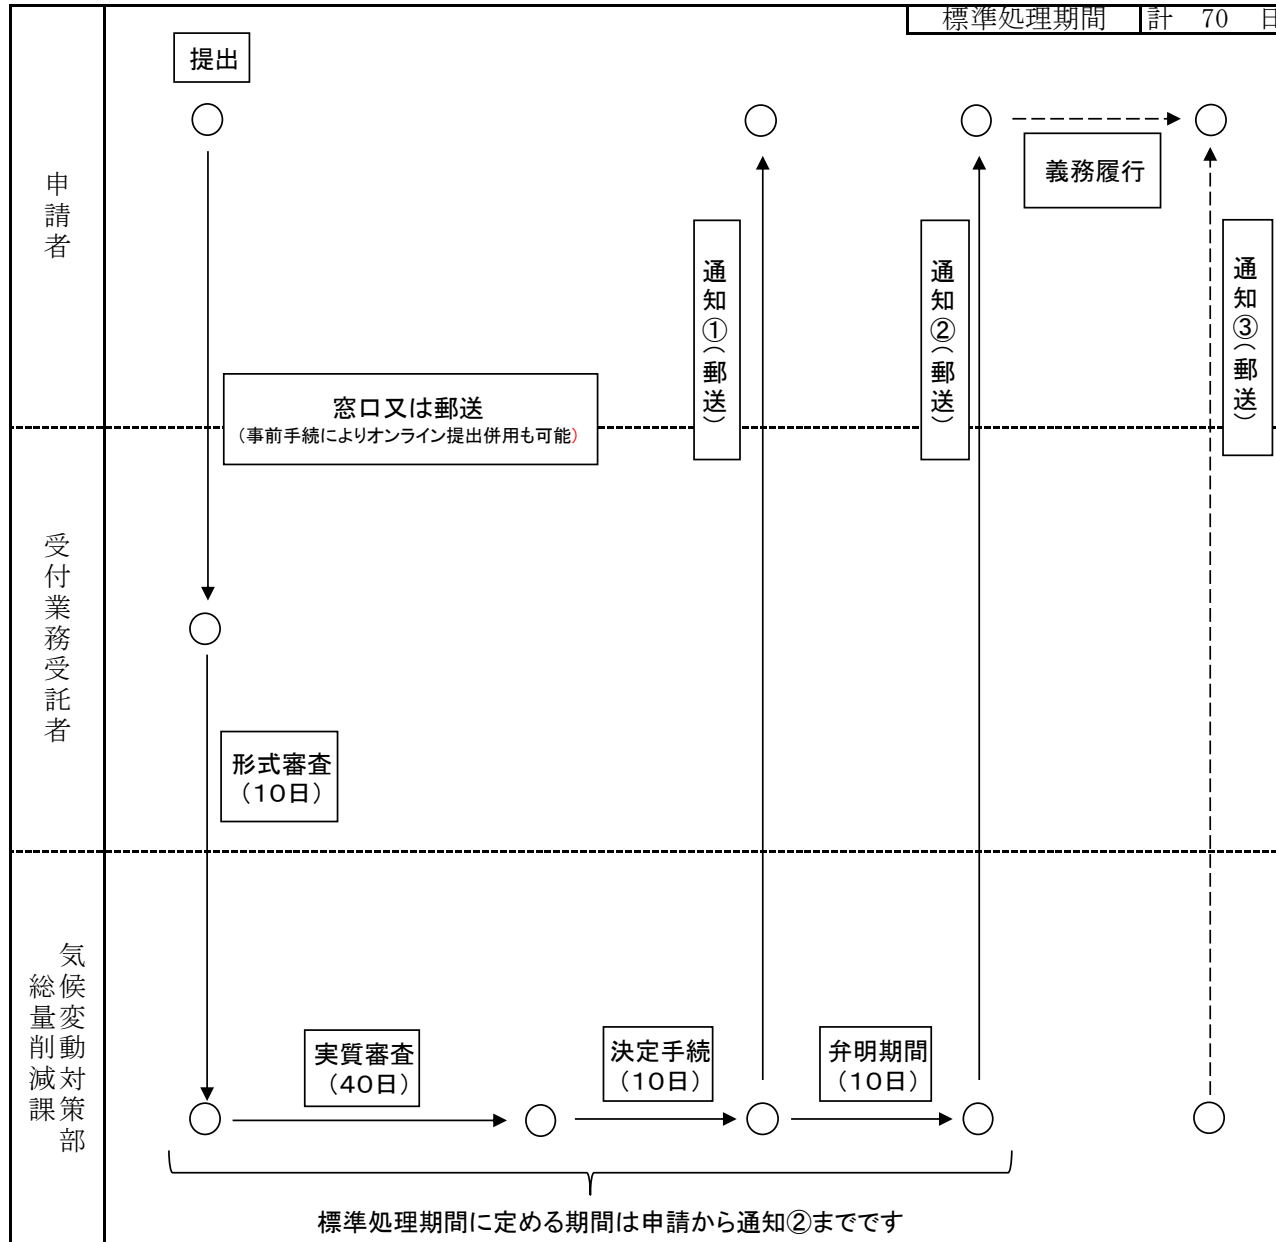 標準処理期間 計 70 日
提出
申請者
義務履行
通知①（郵送）
通知②（郵送）
通知③（郵送）
窓口又は郵送
（事前手続によりオンライン提出併用も可能）
受付業務受託者
形式審査
（10日）
気候変動対策部
総量削減課
実質審査
（40日）
決定手続
（10日）
弁明期間
（10日）
標準処理期間に定める期間は申請から通知②までです